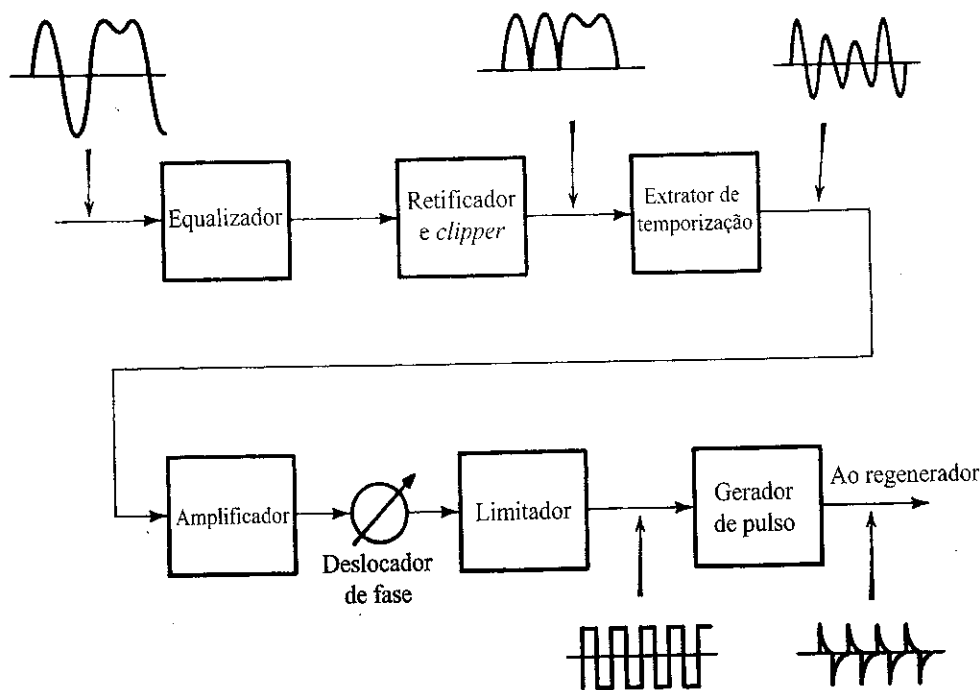 Equalizador
Retificador
e clipper
Extrator de
temporização
Amplificador
Deslocador
de fase
Limitador
Gerador
de pulso
Ao regenerador